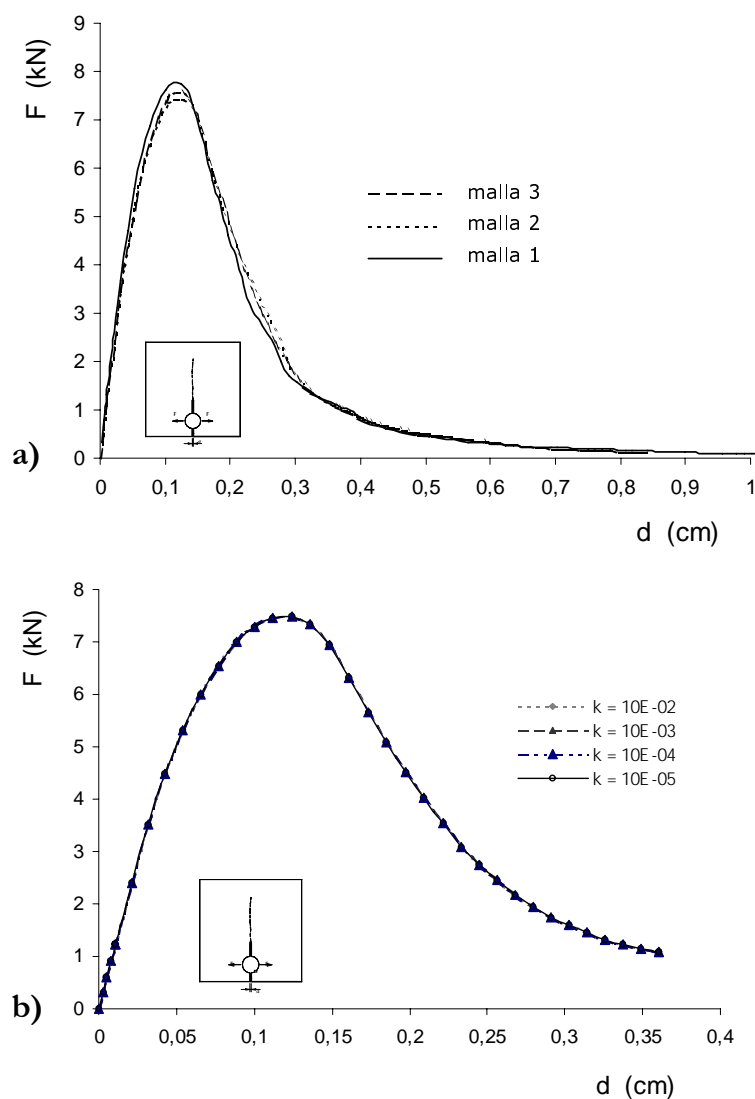 9
8
7
6
5
4
3
2
1
0
F (kN)
malla 3
malla 2
malla 1
F F
a)
0 0,1 0,2 0,3 0,4 0,5 0,6 0,7 0,8 0,9 1
d (cm)
8
7
6
5
4
3
2
1
0
F (kN)
k = 10E-02
k = 10E-03
k = 10E-04
k = 10E-05
b)
0 0,05 0,1 0,15 0,2 0,25 0,3 0,35 0,4
d (cm)